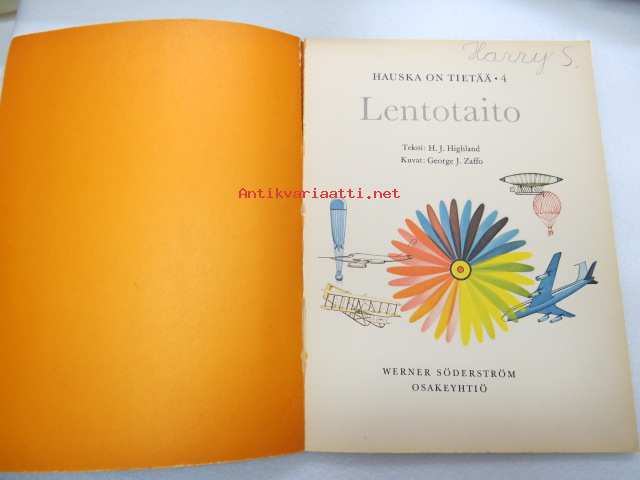 Harry S.
HAUSKA ON TIETÄÄ • 4
Lentotaito
Teksti: H. J. Highland
Kuvat: George J. Zaffo
Antikvariaatti.net
WERNER SÖDERSTRÖM
OSAKEYHTIÖ